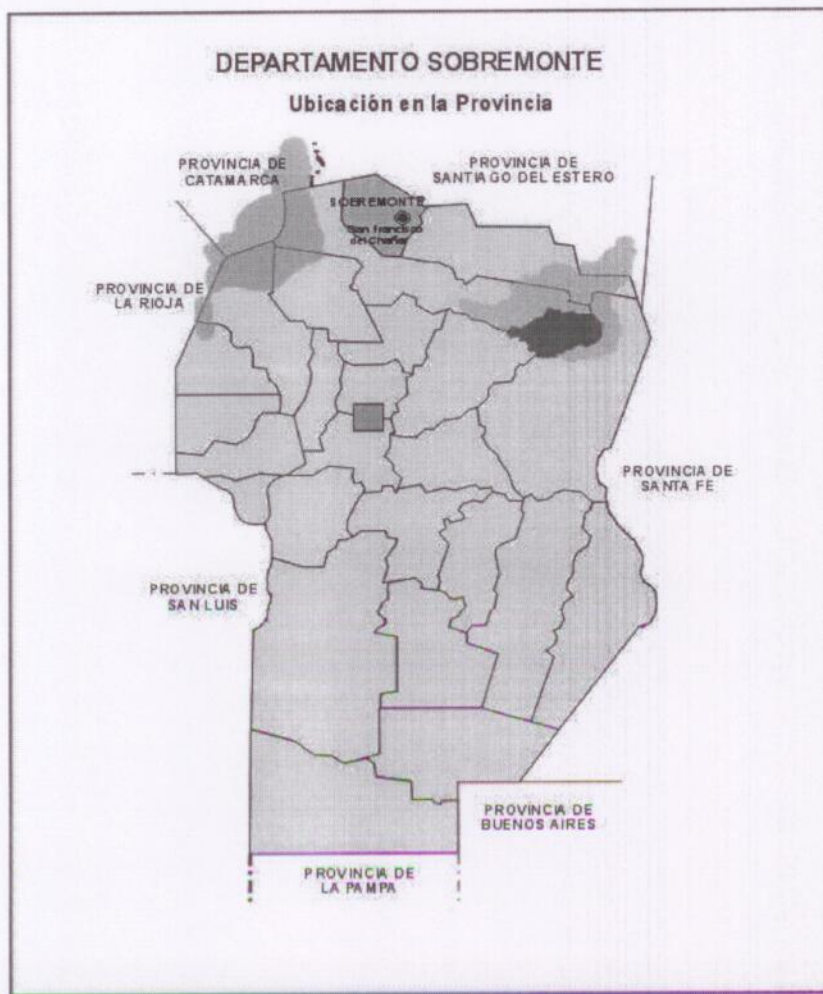 DEPARTAMENTO SOBREMONTE
Ubicación en la Provincia
PROVINCIA DE
CATAMARCA
PROVINCIA DE
SANTIAGO DEL ESTERO
SOBREMONTE
San Francisco
del Chañar
PROVINCIA DE
LA RIOJA
PROVINCIA DE
SANTA FE
PROVINCIA DE
SAN LUIS
PROVINCIA DE
BUENOS AIRES
PROVINCIA DE
LA PAMPA